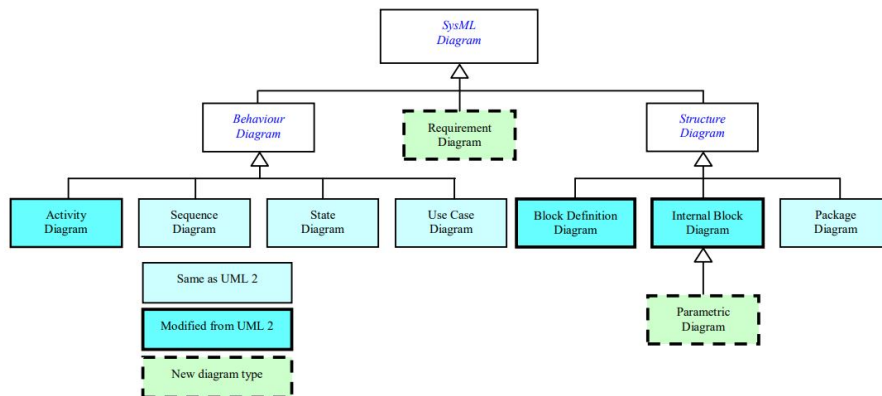 SysML
Diagram
Behaviour
Diagram
Requirement
Diagram
Structure
Diagram
Activity
Diagram
Sequence
Diagram
State
Diagram
Use Case
Diagram
Block Definition
Diagram
Internal Block
Diagram
Package
Diagram
Same as UML 2
Modified from UML 2
New diagram type
Parametric
Diagram